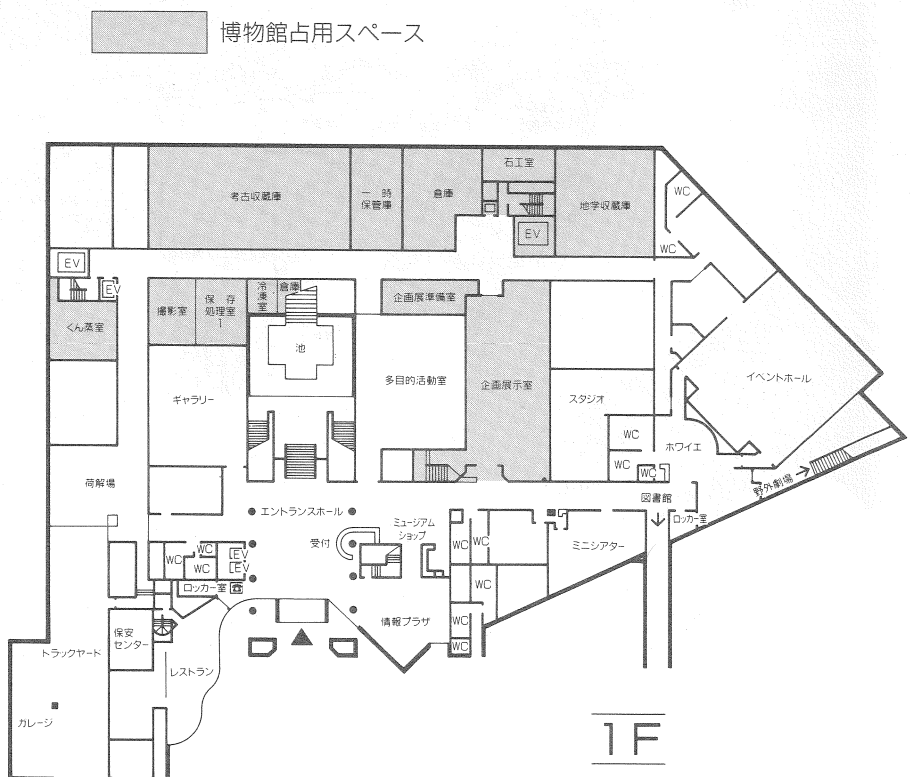 博物館占用スペース
石工室
考古収蔵庫
一時
保管庫
倉庫
地学収蔵庫
WC
EV
WC
EV
EV
冷凍室
倉庫
企画展準備室
撮影室
保存
処理室
1
くん蒸室
池
多目的活動室
企画展示室
イベントホール
ギャラリー
スタジオ
WC
ホワイエ
WC
WC
荷解場
野外劇場
図書館
ロッカー室
エントランスホール
ミュージアム
ショップ
受付
ミニシアター
WC
WC
WC
WC
WC
EV
EV
ロッカー室
WC
情報プラザ
WC
WC
保安
センター
トラックヤード
レストラン
ガレージ
1F